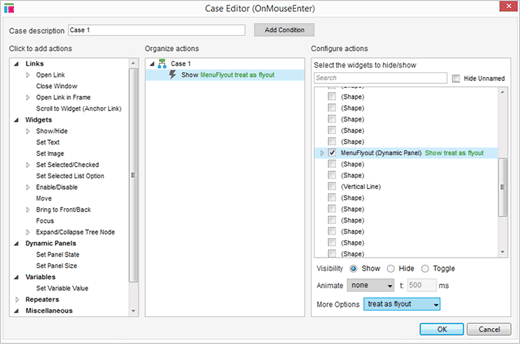 Case Editor (OnMouseEnter)
Case description
Case 1
Add Condition
Click to add actions
Links
Open Link
Close Window
Open Link in Frame
Scroll to Widget (Anchor Link)
Widgets
Show/Hide
Set Text
Set Image
Set Selected/Checked
Set Selected List Option
Enable/Disable
Move
Bring to Front/Back
Focus
Expand/Collapse Tree Node
Dynamic Panels
Set Panel State
Set Panel Size
Variables
Set Variable Value
Repeaters
Miscellaneous
Organize actions
Case 1
Show MenuFlyout treat as flyout
Configure actions
Select the widgets to hide/show
Search
Hide Unnamed
(Shape)
(Shape)
(Shape)
(Shape)
(Shape)
MenuFlyout (Dynamic Panel) Show treat as flyout
(Shape)
(Shape)
(Vertical Line)
(Shape)
(Shape)
(Shape)
(Shape)
(Shape)
(Shape)
Visibility Show Hide Toggle
Animate none t: 500 ms
More Options treat as flyout
OK Cancel